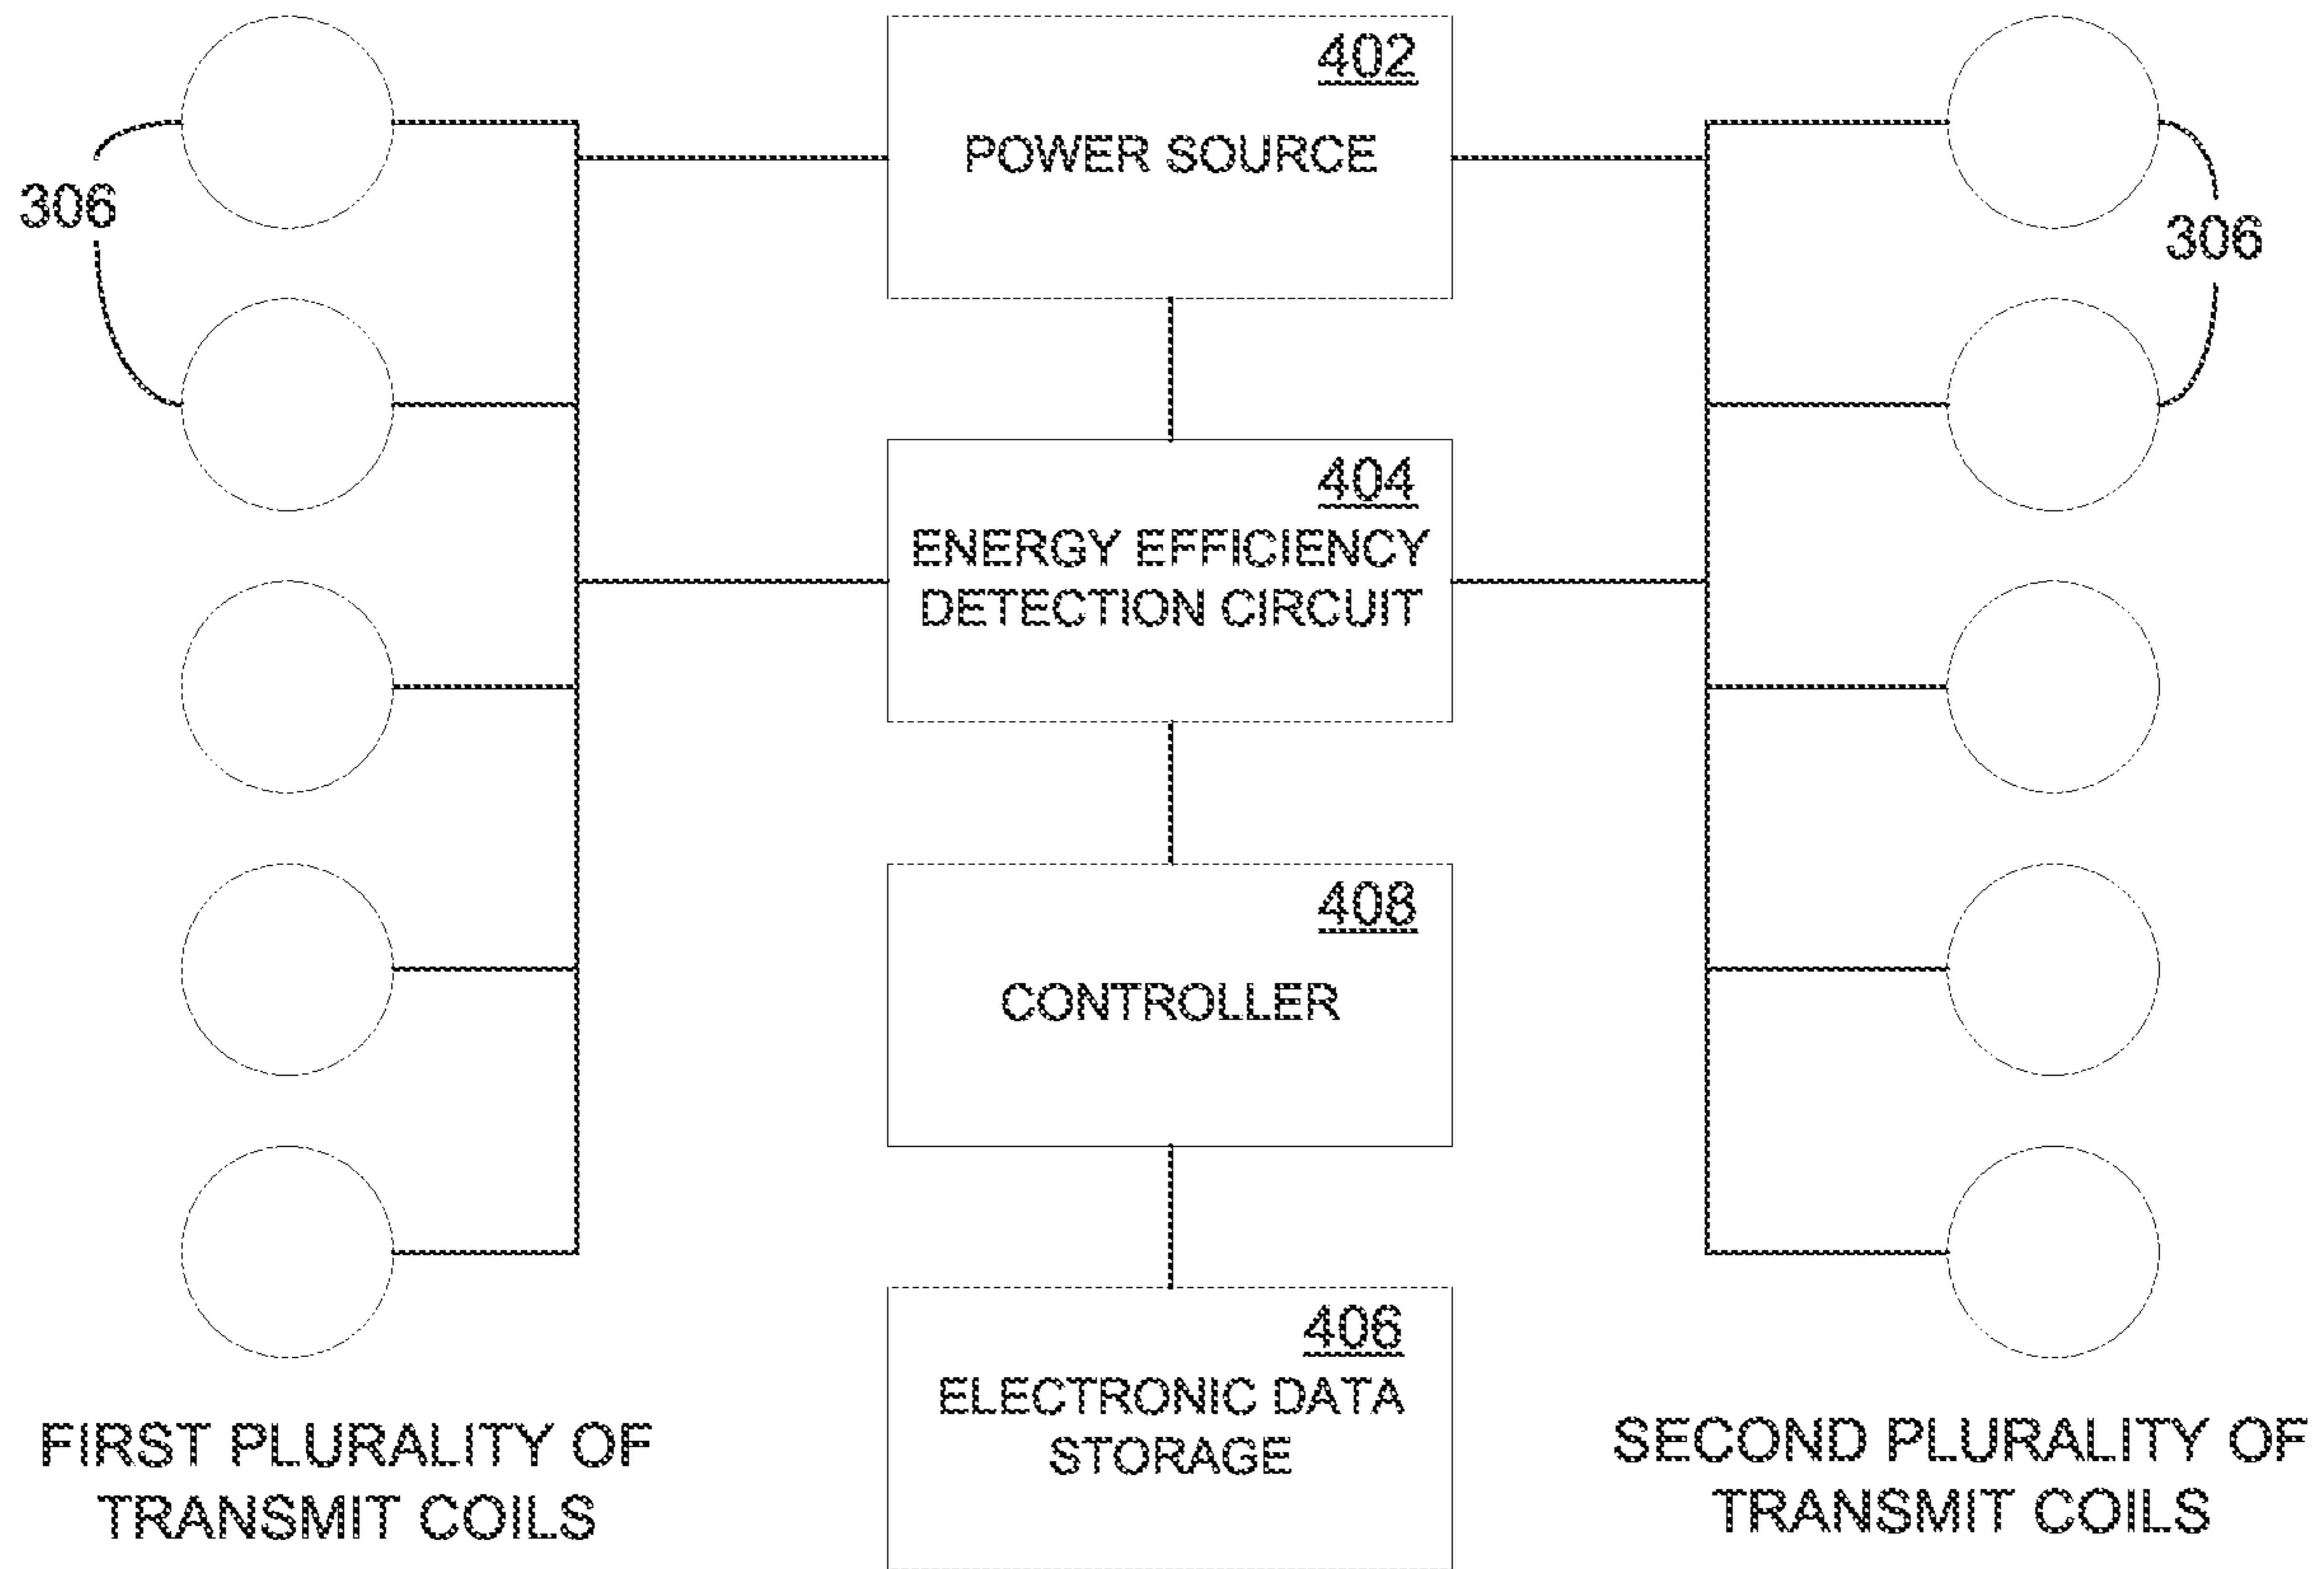 402
POWER SOURCE
306
306
404
ENERGY EFFICIENCY
DETECTION CIRCUIT
408
CONTROLLER
406
ELECTRONIC DATA
STORAGE
FIRST PLURALITY OF
TRANSMIT COILS
SECOND PLURALITY OF
TRANSMIT COILS